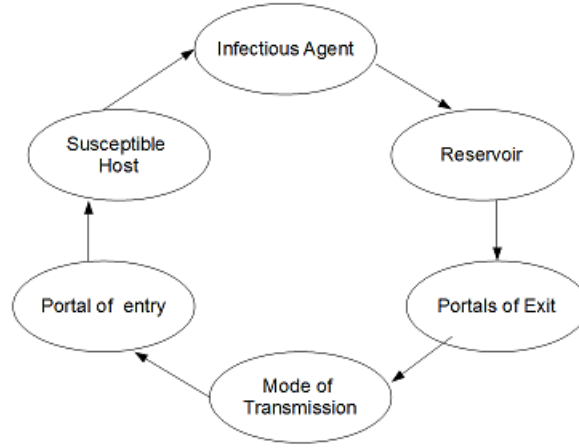 Infectious Agent
Reservoir
Portals of Exit
Mode of
Transmission
Portal of entry
Susceptible
Host